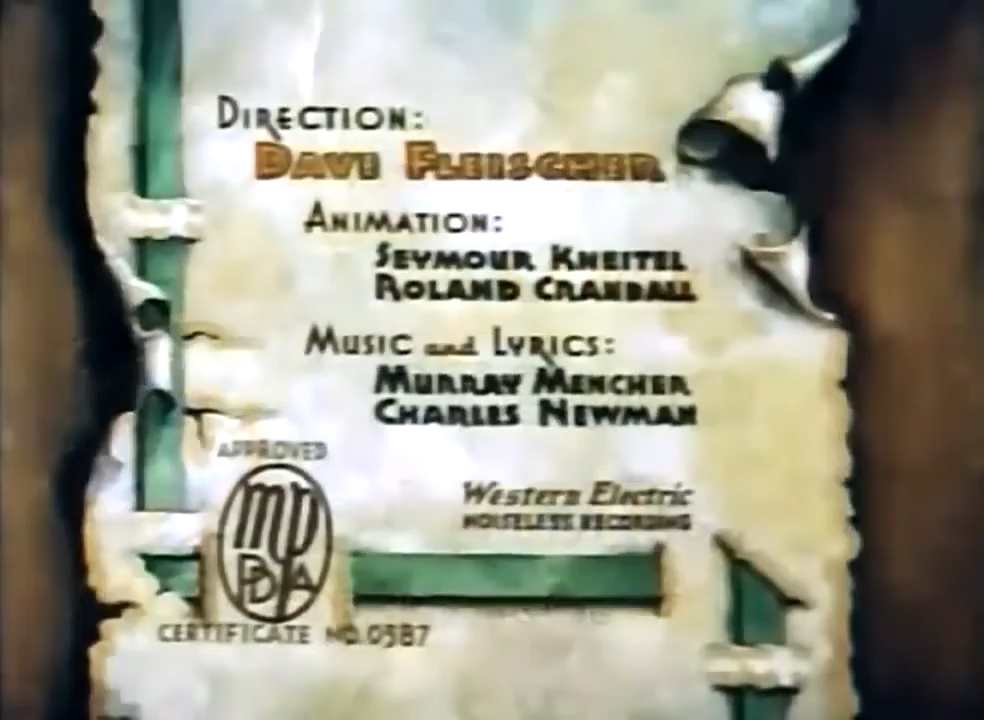 DIRECTION:
DAVE FLEISCHER
ANIMATION:
SEYMOUR KNEITEL
ROLAND CRANDALL
MUSIC and LYRICS:
MURRAY MENCHER
CHARLES NEWMAN
APPROVED
MPPDA
Western Electric
NOISELESS RECORDING
CERTIFICATE NO.0587